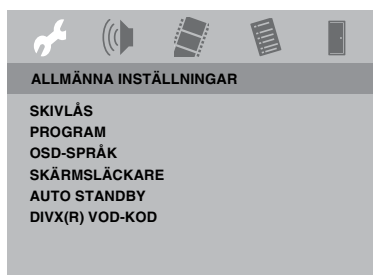 ALLMÄNNA INSTÄLLNINGAR
SKIVLÅS
PROGRAM
OSD-SPRÅK
SKÄRMSLÄCKARE
AUTO STANDBY
DIVX(R) VOD-KOD